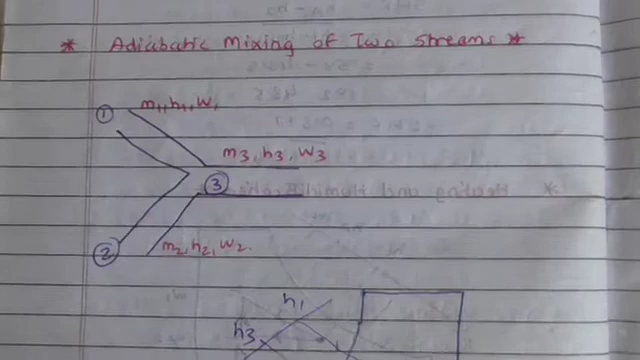 * Adiabatic Mixing of Two Streams *
① m1, h1, W1
m3, h3, W3
③
② m2, h2, W2.
h1
h3